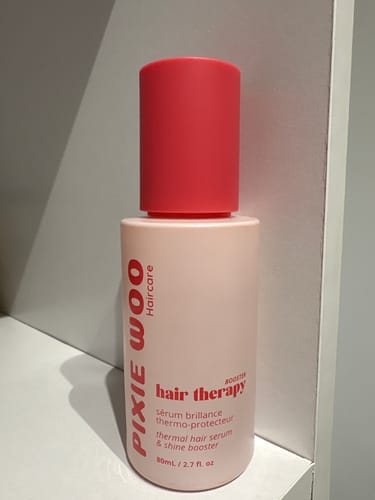 PIXIE WOO
Haircare
BOOSTER
hair therapy
sérum brillance
thermo-protecteur
thermal hair serum
& shine booster
80mL / 2.7 fl. oz